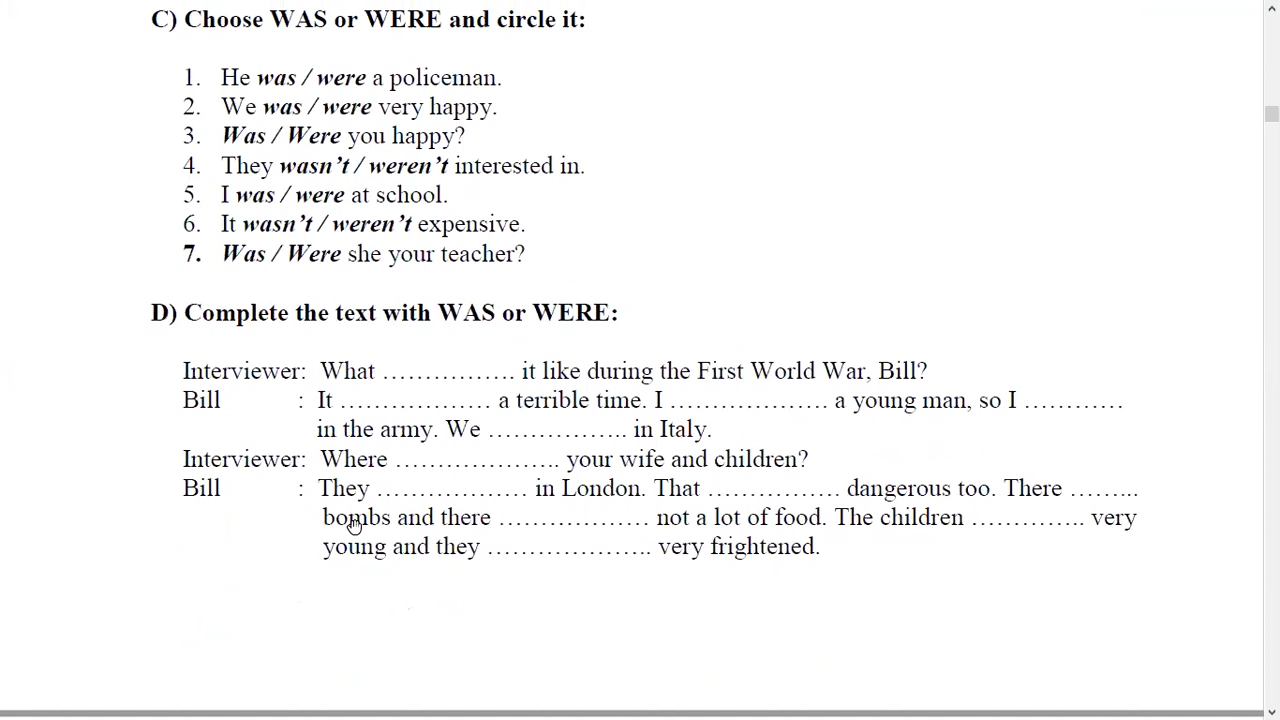 C) Choose WAS or WERE and circle it:
1. He was / were a policeman.
2. We was / were very happy.
3. Was / Were you happy?
4. They wasn’t / weren’t interested in.
5. I was / were at school.
6. It wasn’t / weren’t expensive.
7. Was / Were she your teacher?
D) Complete the text with WAS or WERE:
Interviewer: What ……………. it like during the First World War, Bill?
Bill : It ………………. a terrible time. I ………………. a young man, so I …………
in the army. We …………….. in Italy.
Interviewer: Where ……………….. your wife and children?
Bill : They ………………. in London. That ……………. dangerous too. There ……...
bombs and there ………………. not a lot of food. The children ………….. very
young and they ……………….. very frightened.